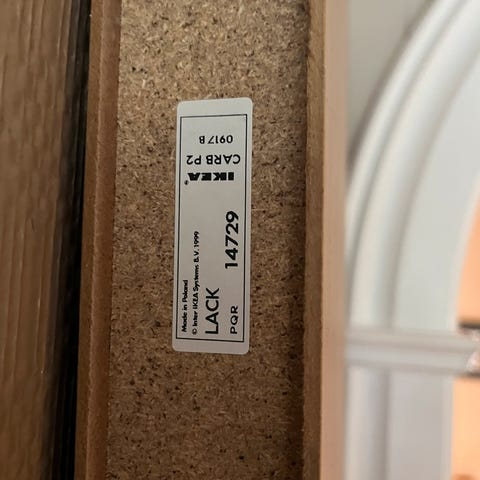 Made in Poland
© Inter IKEA Systems B.V. 1999
LACK 14729
PQR
IKEA®
CARB P2
0917 B